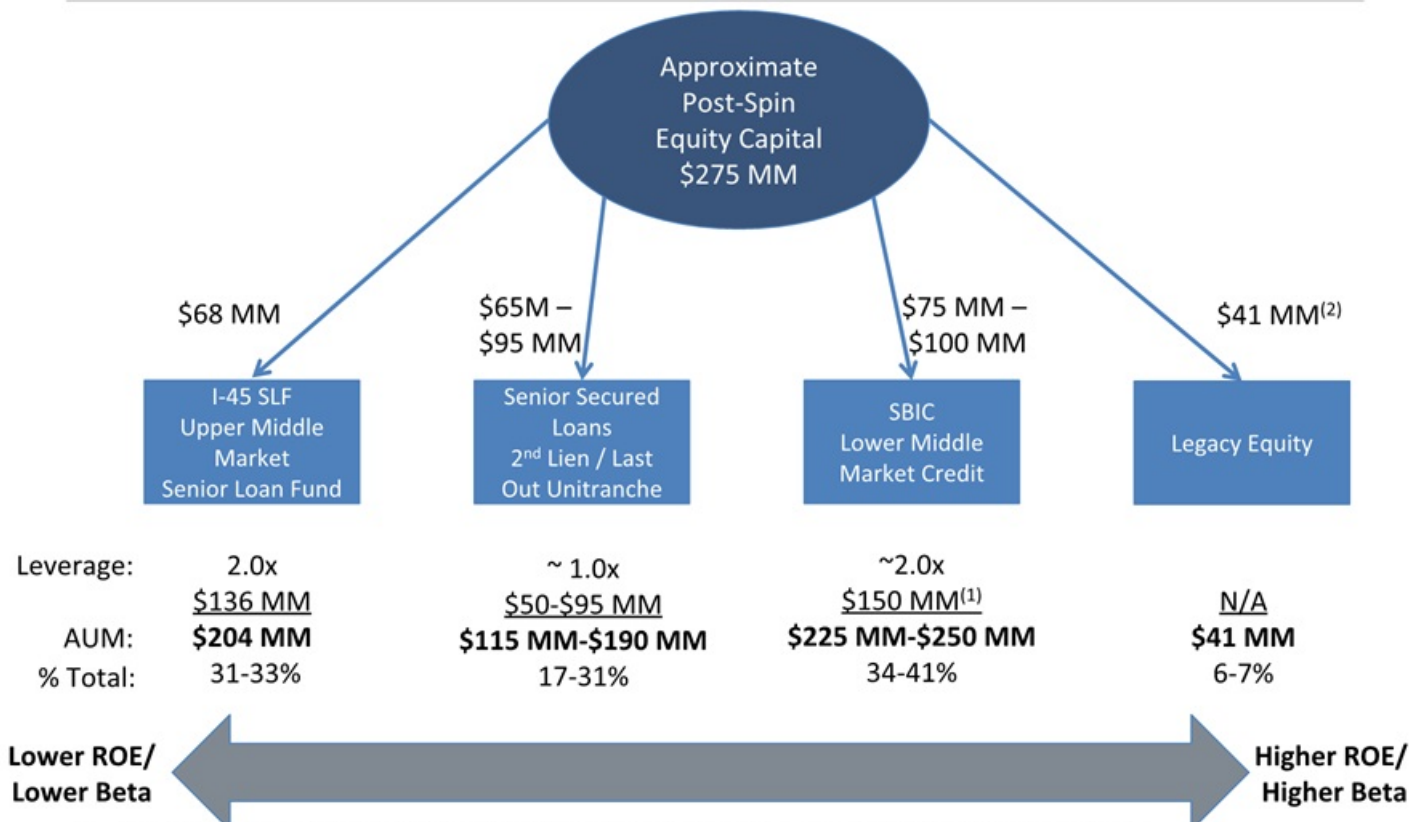 Approximate
Post-Spin
Equity Capital
$275 MM
$68 MM
$65M –
$95 MM
$75 MM –
$100 MM
$41 MM(2)
I-45 SLF
Upper Middle
Market
Senior Loan Fund
Senior Secured
Loans
2nd Lien / Last
Out Unitranche
SBIC
Lower Middle
Market Credit
Legacy Equity
Leverage: 2.0x ~ 1.0x ~2.0x
$136 MM $50-$95 MM $150 MM(1) N/A
AUM: $204 MM $115 MM-$190 MM $225 MM-$250 MM $41 MM
% Total: 31-33% 17-31% 34-41% 6-7%
Lower ROE/
Lower Beta
Higher ROE/
Higher Beta